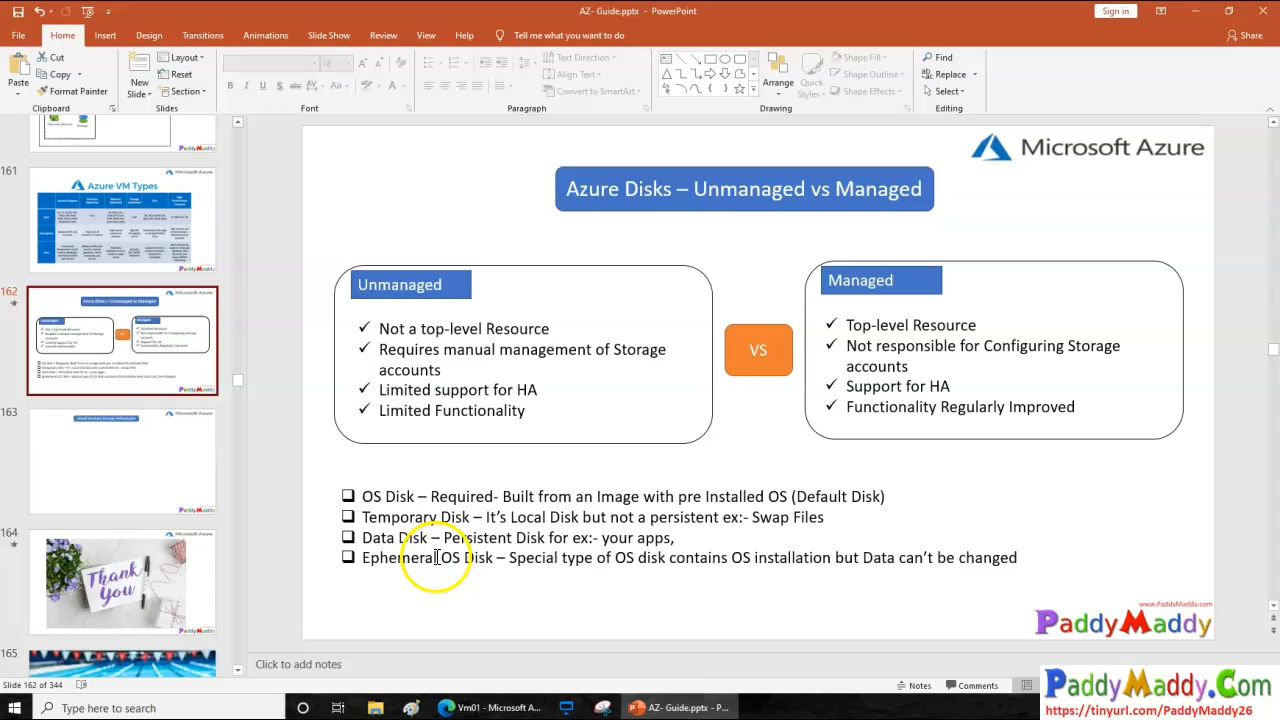 AZ- Guide.pptx - PowerPoint
Sign in
File
Home
Insert
Design
Transitions
Animations
Slide Show
Review
View
Help
Tell me what you want to do
Share
Paste
Cut
Copy
Format Painter
Clipboard
New Slide
Layout
Reset
Section
Slides
18
Font
Text Direction
Align Text
Convert to SmartArt
Paragraph
Arrange
Quick Styles
Shape Fill
Shape Outline
Shape Effects
Drawing
Find
Replace
Select
Editing
161
Microsoft Azure
Azure VM Types
PaddyMaddy
162
163
164
Thank You
165
Microsoft Azure
Azure Disks – Unmanaged vs Managed
Unmanaged
Not a top-level Resource
Requires manual management of Storage
accounts
Limited support for HA
Limited Functionality
VS
Managed
Top-level Resource
Not responsible for Configuring Storage
accounts
Support for HA
Functionality Regularly Improved
OS Disk – Required- Built from an Image with pre Installed OS (Default Disk)
Temporary Disk – It's Local Disk but not a persistent ex:- Swap Files
Data Disk – Persistent Disk for ex:- your apps,
Ephemeral OS Disk – Special type of OS disk contains OS installation but Data can't be changed
www.PaddyMaddy.com
PaddyMaddy
Click to add notes
Slide 162 of 344
Notes
Comments
PaddyMaddy.Com
https://tinyurl.com/PaddyMaddy26
Type here to search
Vm01 - Microsoft A...
AZ- Guide.pptx - P...